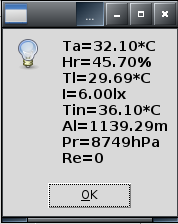 ...
Ta=32.10*C
Hr=45.70%
Tl=29.69*C
l=6.00lx
Tin=36.10*C
Al=1139.29m
Pr=8749hPa
Re=0
OK